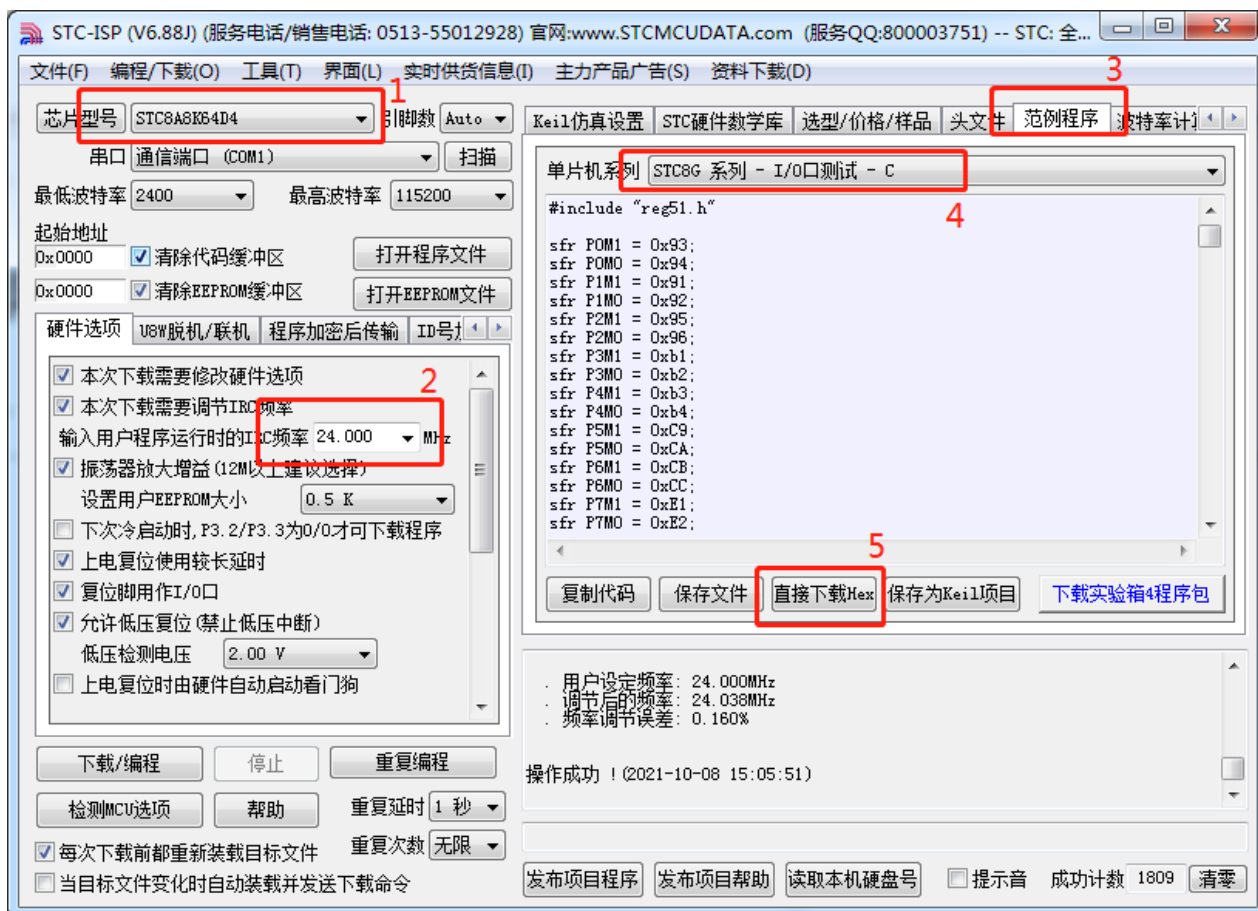 STC-ISP (V6.88J) (服务电话/销售电话: 0513-55012928) 官网:www.STCMCUDATA.com (服务QQ:800003751) -- STC: 全...
文件(F) 编程/下载(O) 工具(T) 界面(L) 实时供货信息(I) 主力产品广告(S) 资料下载(D)
1
3
芯片型号 STC8A8K64D4 引脚数 Auto
串口 通信端口 (COM1) 扫描
最低波特率 2400 最高波特率 115200
起始地址
0x0000 清除代码缓冲区 打开程序文件
0x0000 清除EEPROM缓冲区 打开EEPROM文件
硬件选项 U8W脱机/联机 程序加密后传输 ID号
本次下载需要修改硬件选项
2
本次下载需要调节IRC频率
输入用户程序运行时的IRC频率 24.000 MHz
振荡器放大增益(12M以上建议选择)
设置用户EEPROM大小 0.5 K
下次冷启动时,P3.2/P3.3为0/0才可下载程序
上电复位使用较长延时
复位脚用作I/O口
允许低压复位(禁止低压中断)
低压检测电压 2.00 V
上电复位时由硬件自动启动看门狗
下载/编程 停止 重复编程
检测MCU选项 帮助 重复延时 1 秒
每次下载前都重新装载目标文件 重复次数 无限
当目标文件变化时自动装载并发送下载命令
Keil仿真设置 STC硬件数学库 选型/价格/样品 头文件 范例程序 波特率计
单片机系列 STC8G 系列 - I/O口测试 - C
4
#include "reg51.h"
sfr P0M1 = 0x93;
sfr P0M0 = 0x94;
sfr P1M1 = 0x91;
sfr P1M0 = 0x92;
sfr P2M1 = 0x95;
sfr P2M0 = 0x96;
sfr P3M1 = 0xb1;
sfr P3M0 = 0xb2;
sfr P4M1 = 0xb3;
sfr P4M0 = 0xb4;
sfr P5M1 = 0xC9;
sfr P5M0 = 0xCA;
sfr P6M1 = 0xCB;
sfr P6M0 = 0xCC;
sfr P7M1 = 0xE1;
sfr P7M0 = 0xE2;
5
复制代码 保存文件 直接下载Hex 保存为Keil项目 下载实验箱4程序包
. 用户设定频率: 24.000MHz
. 调节后的频率: 24.038MHz
. 频率调节误差: 0.160%
操作成功 !(2021-10-08 15:05:51)
发布项目程序 发布项目帮助 读取本机硬盘号 提示音 成功计数 1809 清零